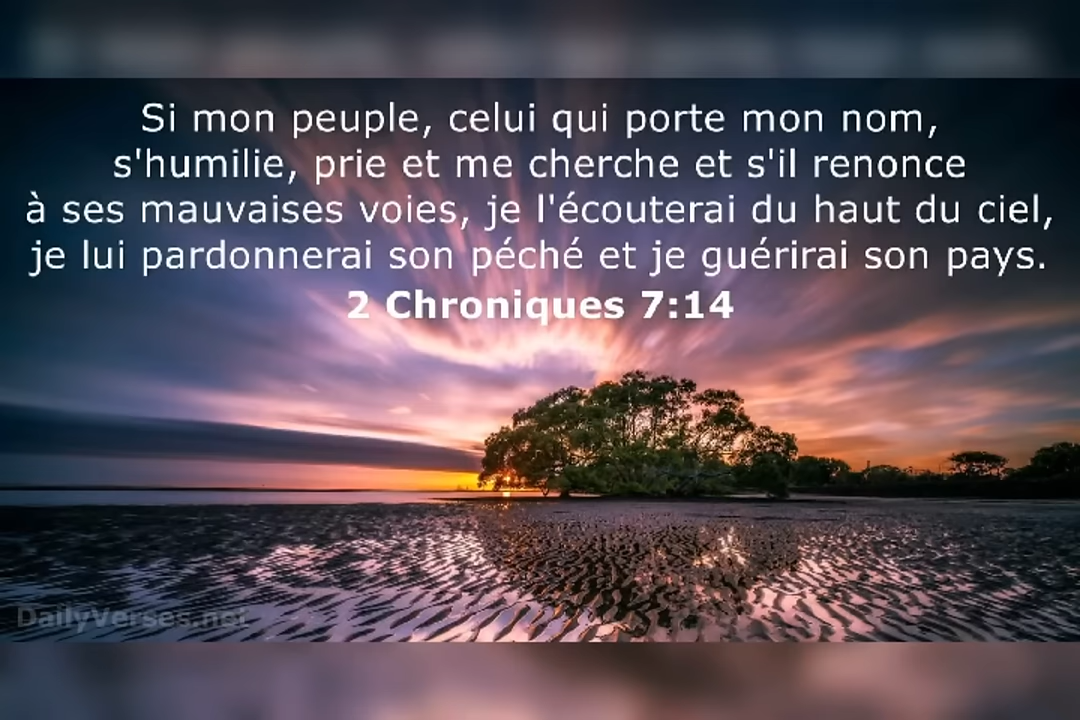 Si mon peuple, celui qui porte mon nom,
s'humilie, prie et me cherche et s'il renonce
à ses mauvaises voies, je l'écouterai du haut du ciel,
je lui pardonnerai son péché et je guérirai son pays.
2 Chroniques 7:14
DailyVerses.net